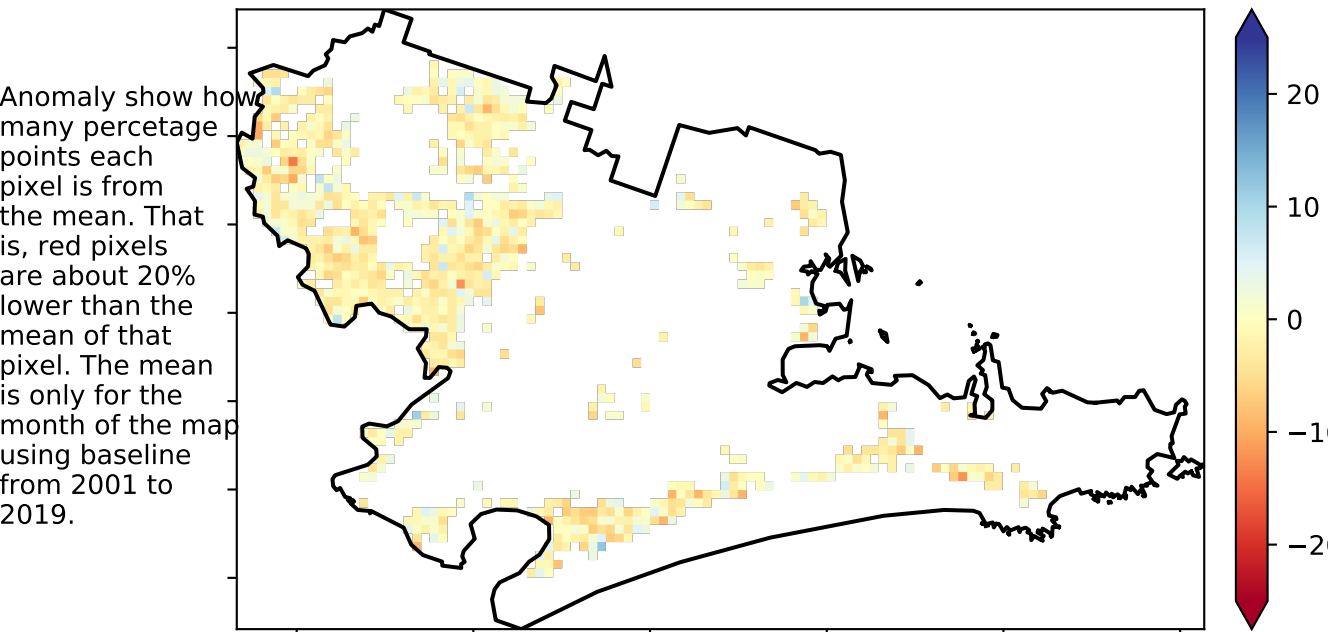 Anomaly show how
many percetage
points each
pixel is from
the mean. That
is, red pixels
are about 20%
lower than the
mean of that
pixel. The mean
is only for the
month of the map
using baseline
from 2001 to
2019.
20
10
0
−10
−20